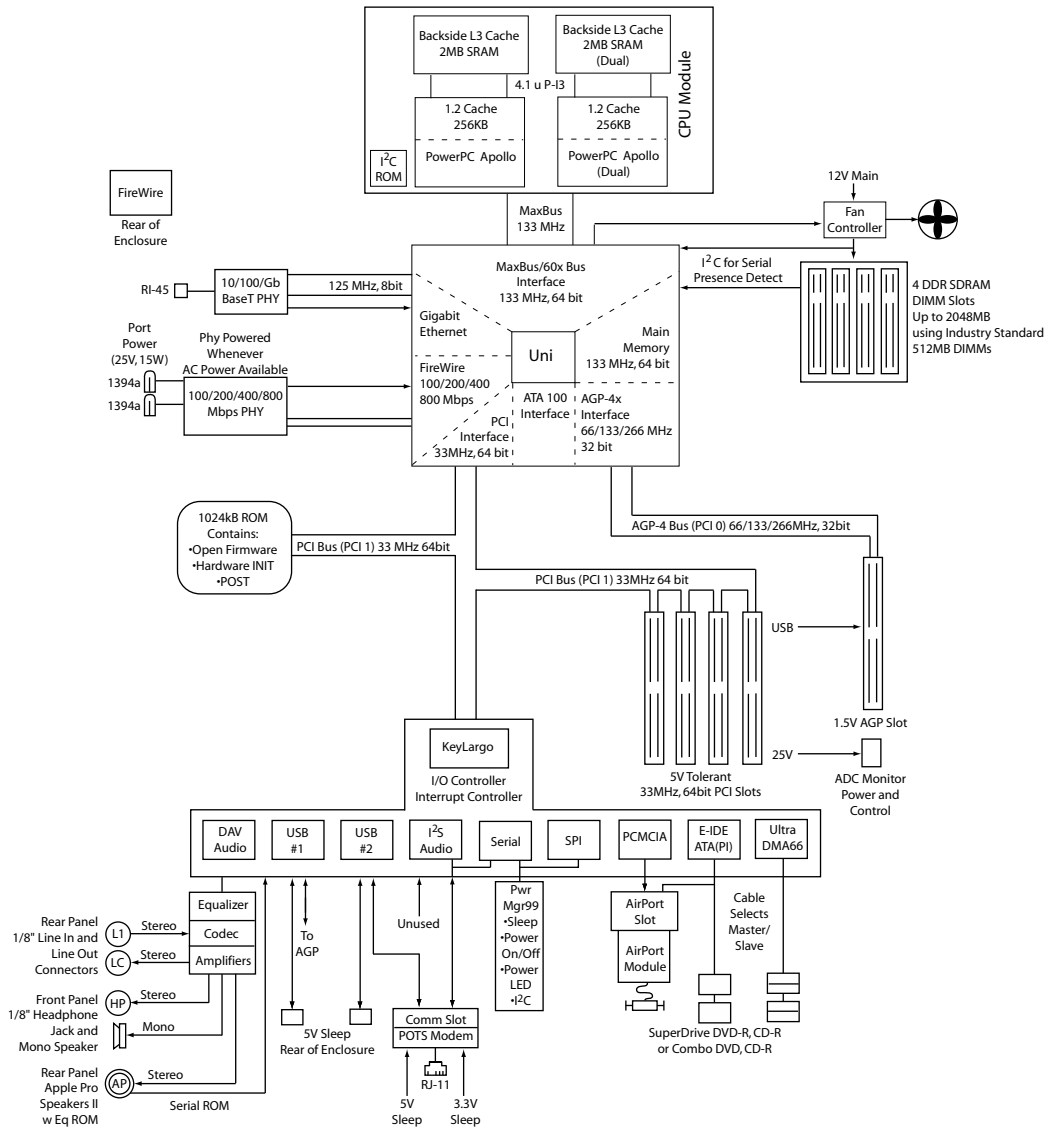 Backside L3 Cache
2MB SRAM
Backside L3 Cache
2MB SRAM
(Dual)
4.1 u P-I3
CPU Module
1.2 Cache
256KB
1.2 Cache
256KB
PowerPC Apollo
PowerPC Apollo
(Dual)
I2C
ROM
FireWire
Rear of
Enclosure
MaxBus
133 MHz
12V Main
Fan
Controller
I2C for Serial
Presence Detect
4 DDR SDRAM
DIMM Slots
Up to 2048MB
using Industry Standard
512MB DIMMs
RI-45
10/100/Gb
BaseT PHY
125 MHz, 8bit
MaxBus/60x Bus
Interface
133 MHz, 64 bit
Gigabit
Ethernet
Uni
Main
Memory
133 MHz, 64 bit
FireWire
100/200/400
800 Mbps
PCI
Interface
33MHz, 64 bit
ATA 100
Interface
AGP-4x
Interface
66/133/266 MHz
32 bit
Port
Power
(25V, 15W)
Phy Powered
Whenever
AC Power Available
1394a
1394a
100/200/400/800
Mbps PHY
1024kB ROM
Contains:
•Open Firmware
•Hardware INIT
•POST
PCI Bus (PCI 1) 33 MHz 64bit
AGP-4 Bus (PCI 0) 66/133/266MHz, 32bit
PCI Bus (PCI 1) 33MHz 64 bit
USB
1.5V AGP Slot
25V
ADC Monitor
Power and
Control
5V Tolerant
33MHz, 64bit PCI Slots
KeyLargo
I/O Controller
Interrupt Controller
DAV
Audio
USB
#1
USB
#2
I2S
Audio
Serial
SPI
PCMCIA
E-IDE
ATA(PI)
Ultra
DMA66
Equalizer
Codec
Amplifiers
Rear Panel
1/8" Line In and
Line Out
Connectors
L1
Stereo
LC
Stereo
Front Panel
1/8" Headphone
Jack and
Mono Speaker
HP
Stereo
Mono
Rear Panel
Apple Pro
Speakers II
w Eq ROM
AP
Stereo
Serial ROM
To
AGP
5V Sleep
Rear of Enclosure
Unused
Pwr
Mgr99
•Sleep
•Power
On/Off
•Power
LED
•I2C
Comm Slot
POTS Modem
RJ-11
5V
Sleep
3.3V
Sleep
AirPort
Slot
AirPort
Module
Cable
Selects
Master/
Slave
SuperDrive DVD-R, CD-R
or Combo DVD, CD-R